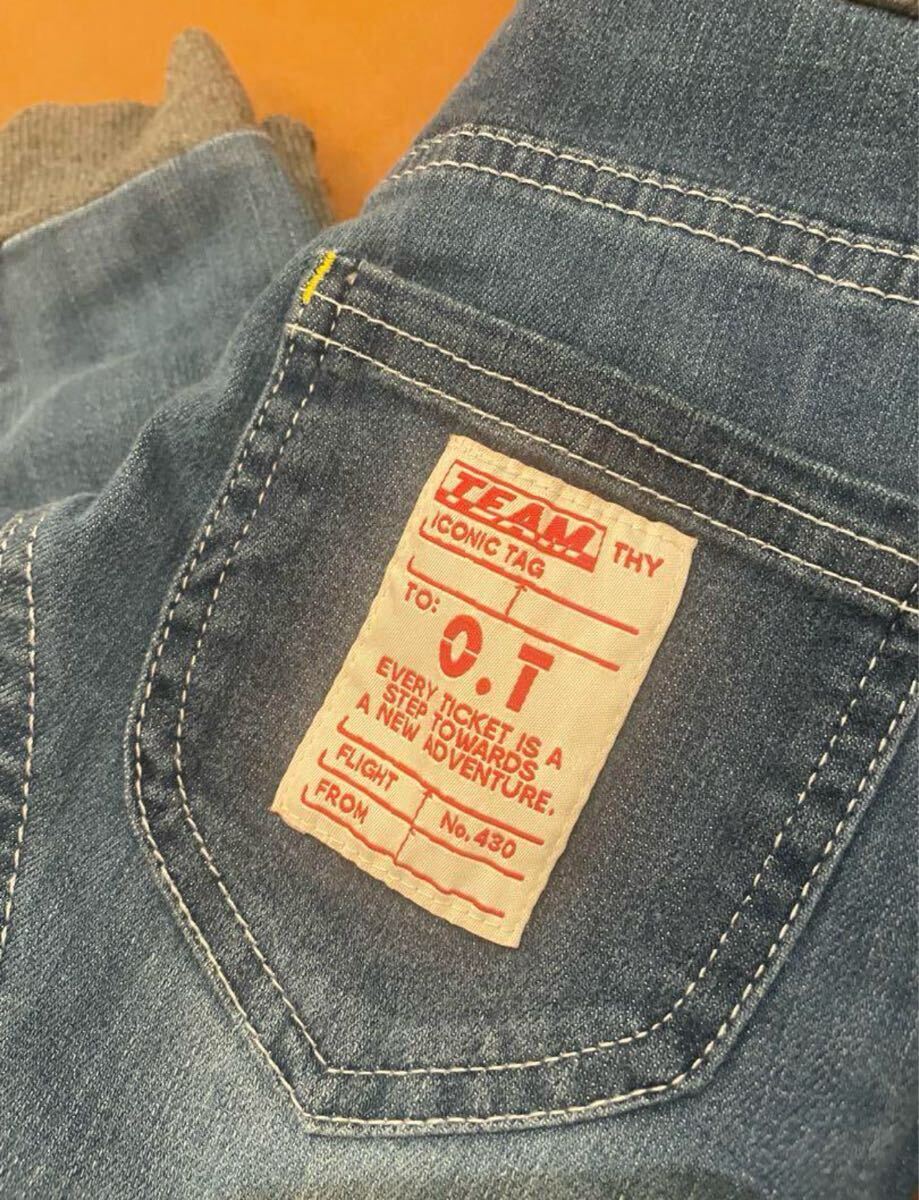 TEAM THY
ICONIC TAG
TO:
O.T
EVERY TICKET IS A
STEP TOWARDS
A NEW ADVENTURE.
FLIGHT No. 430
FROM